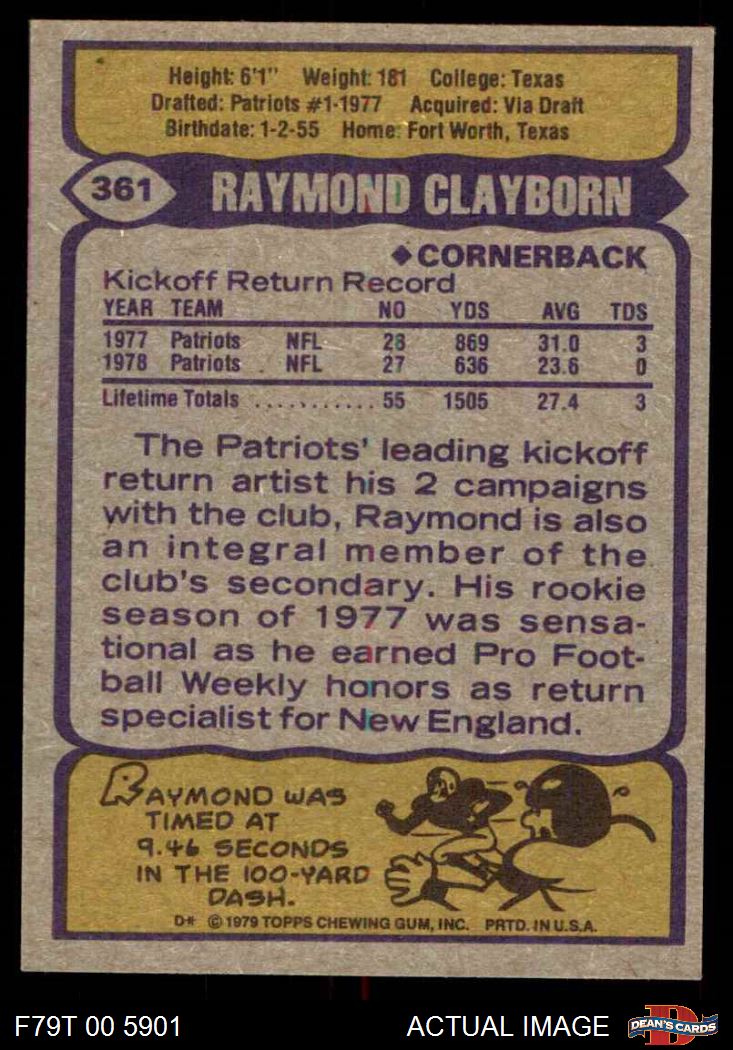 Height: 6'1" Weight: 181 College: Texas
Drafted: Patriots #1-1977 Acquired: Via Draft
Birthdate: 1-2-55 Home: Fort Worth, Texas
361 RAYMOND CLAYBORN
◆CORNERBACK
Kickoff Return Record
YEAR TEAM NO YDS AVG TDS
1977 Patriots NFL 28 869 31.0 3
1978 Patriots . NFL 27 636 23.6 0
Lifetime Totals ........... 55 1505 27.4 3
The Patriots' leading kickoff
return artist his 2 campaigns
with the club, Raymond is also
an integral member of the
club's secondary. His rookie
season of 1977 was sensa-
tional as he earned Pro Foot-
ball Weekly honors as return
specialist for New England.
RAYMOND WAS
TIMED AT
9.46 SECONDS
IN THE 100-YARD
DASH.
D* © 1979 TOPPS CHEWING GUM, INC. PRTD. IN U.S.A.
F79T 00 5901 ACTUAL IMAGE D DEAN'S CARDS